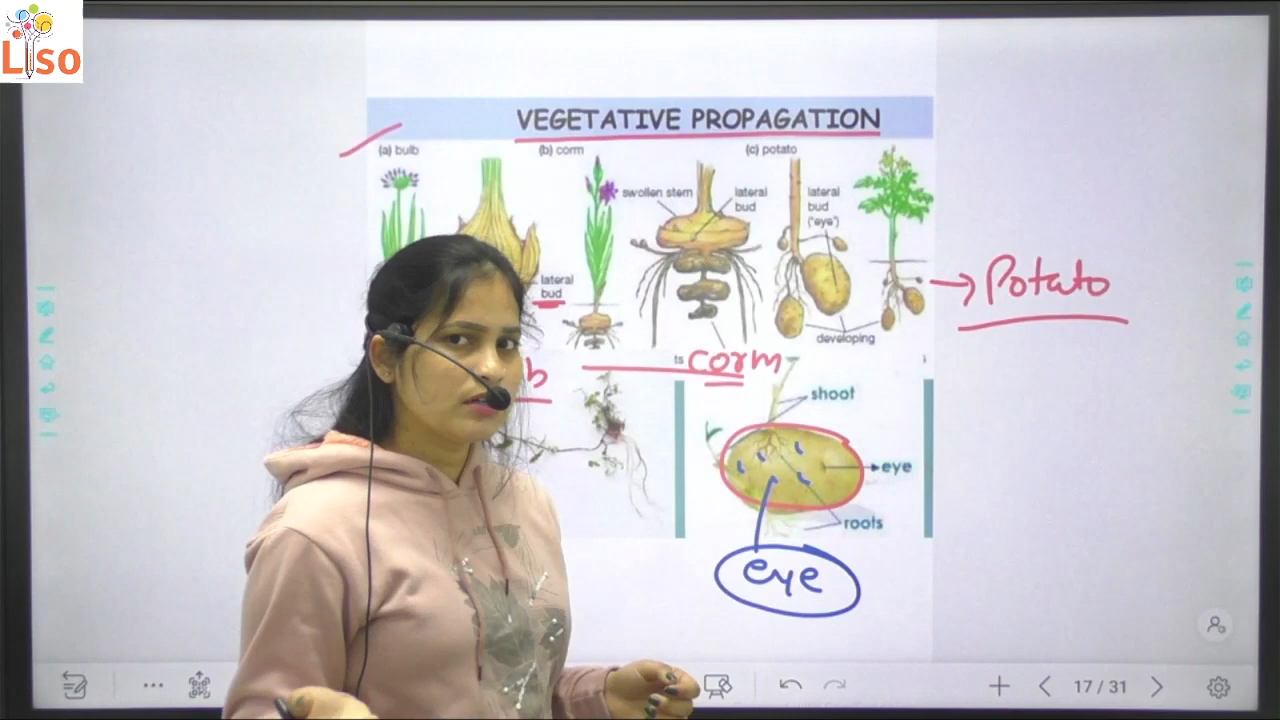 Liso
VEGETATIVE PROPAGATION
(a) bulb
(b) corm
(c) potato
swollen stem
lateral
bud
lateral
bud
('eye')
lateral
bud
developing
→ Potato
b
ts
corm
shoot
eye
roots
eye
17 / 31